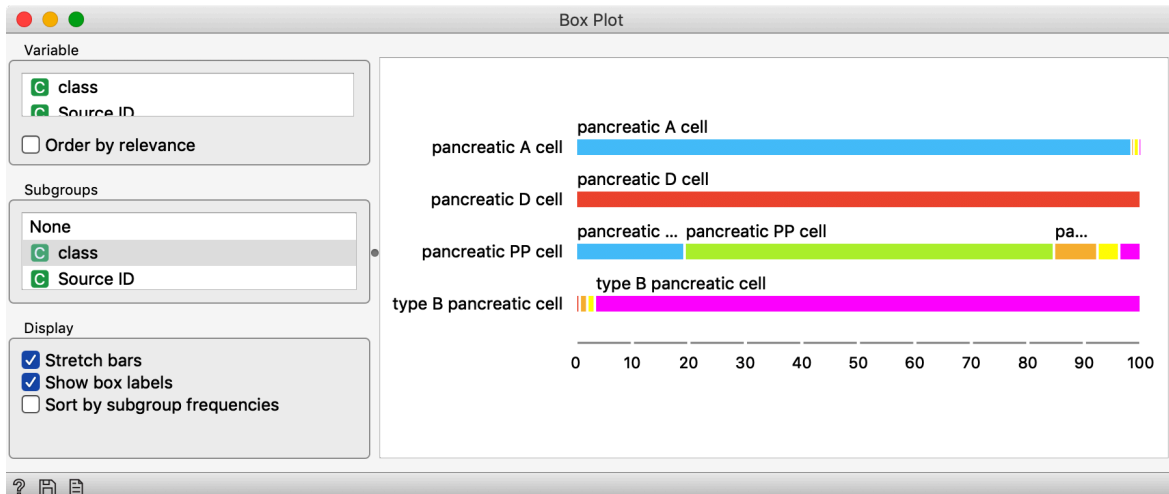 Box Plot
Variable
C class
C Source ID
Order by relevance
Subgroups
None
C class
C Source ID
Display
Stretch bars
Show box labels
Sort by subgroup frequencies
pancreatic A cell
pancreatic A cell
pancreatic D cell
pancreatic D cell
pancreatic ... pancreatic PP cell pa...
pancreatic PP cell
type B pancreatic cell
type B pancreatic cell
0 10 20 30 40 50 60 70 80 90 100
?